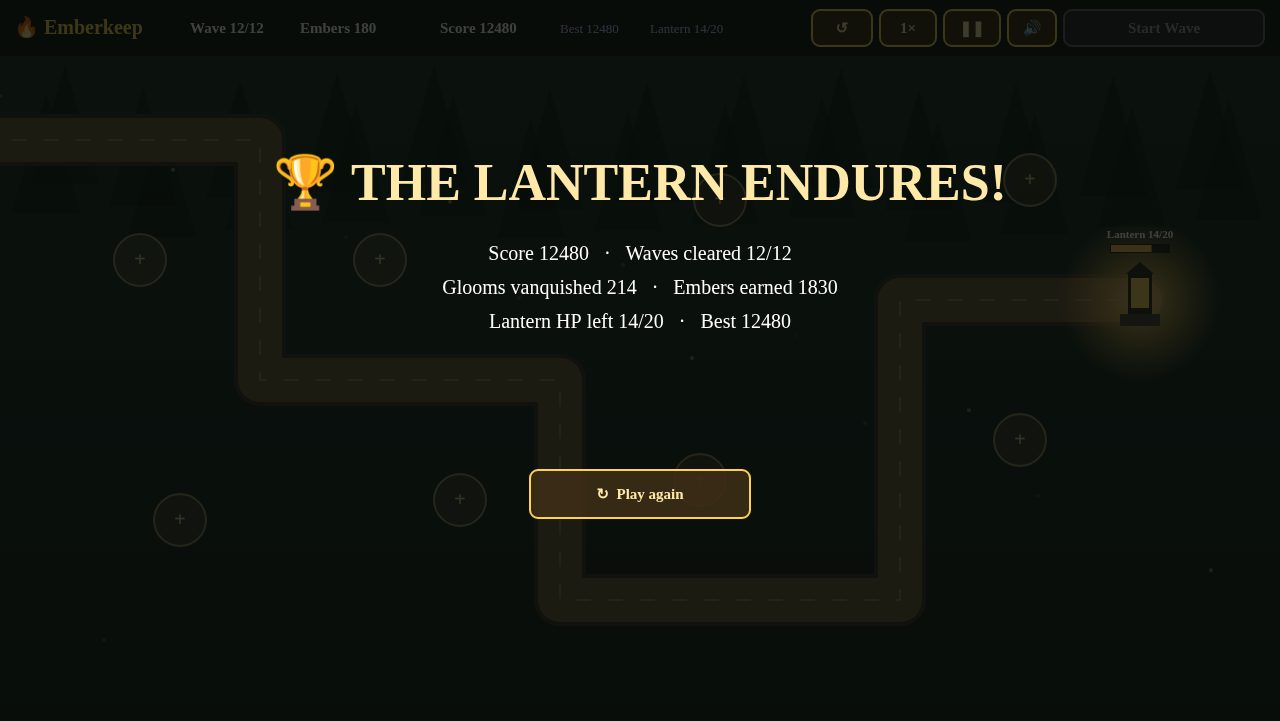 🔥 Emberkeep Wave 12/12 Embers 180 Score 12480 Best 12480 Lantern 14/20 ↺ 1× ❚❚ 🔊 Start Wave
🏆 THE LANTERN ENDURES!
Lantern 14/20
Score 12480 · Waves cleared 12/12
Glooms vanquished 214 · Embers earned 1830
Lantern HP left 14/20 · Best 12480
↻ Play again